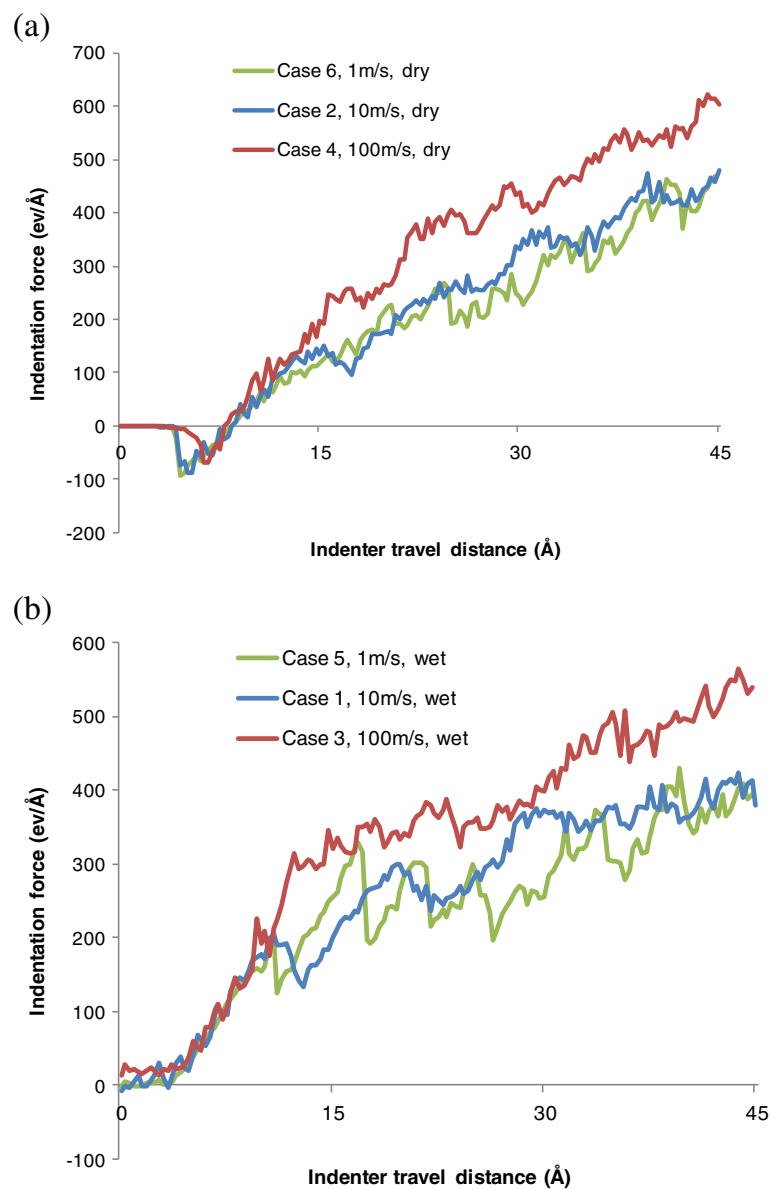 (a)
700
600
500
400
300
200
100
0
-100
-200
Indentation force (ev/Å)
Case 6, 1m/s, dry
Case 2, 10m/s, dry
Case 4, 100m/s, dry
0
15
30
45
Indenter travel distance (Å)
(b)
600
500
400
300
200
100
0
-100
Indentation force (ev/Å)
Case 5, 1m/s, wet
Case 1, 10m/s, wet
Case 3, 100m/s, wet
0
15
30
45
Indenter travel distance (Å)